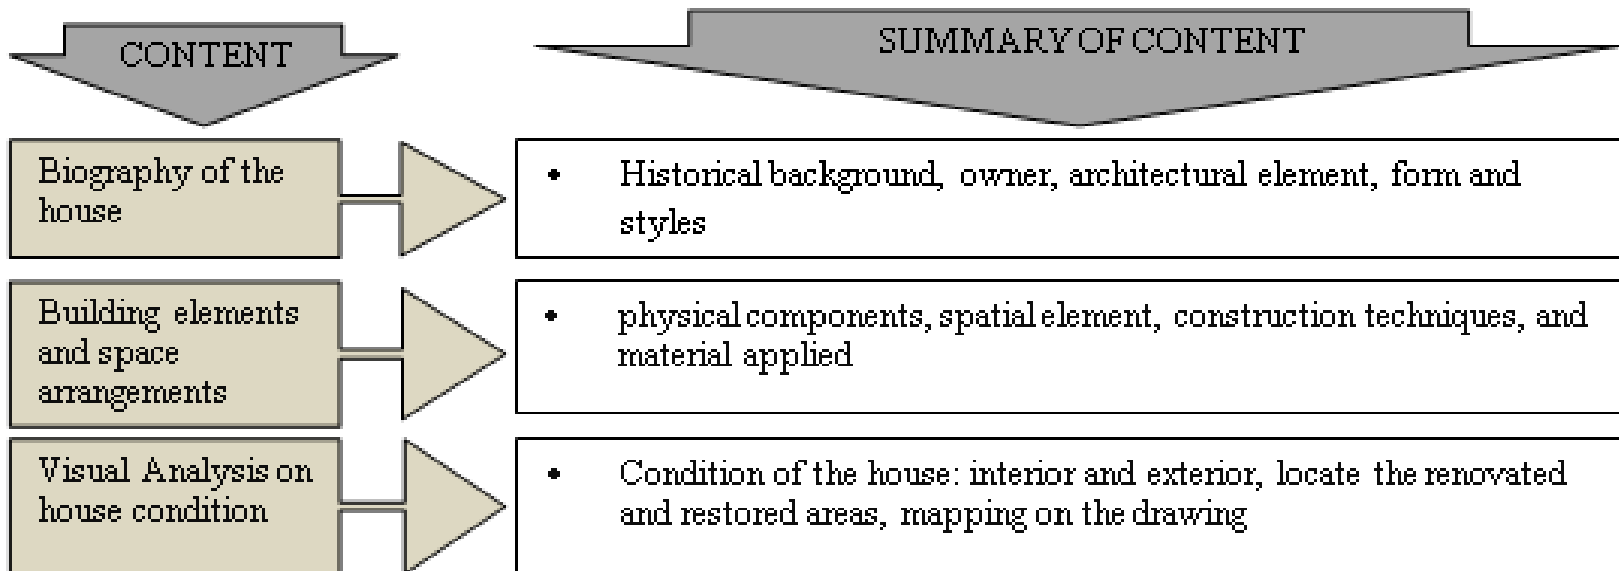 CONTENT
SUMMARY OF CONTENT
Biography of the
house
• Historical background, owner, architectural element, form and
styles
Building elements
and space
arrangements
• physical components, spatial element, construction techniques, and
material applied
Visual Analysis on
house condition
• Condition of the house: interior and exterior, locate the renovated
and restored areas, mapping on the drawing